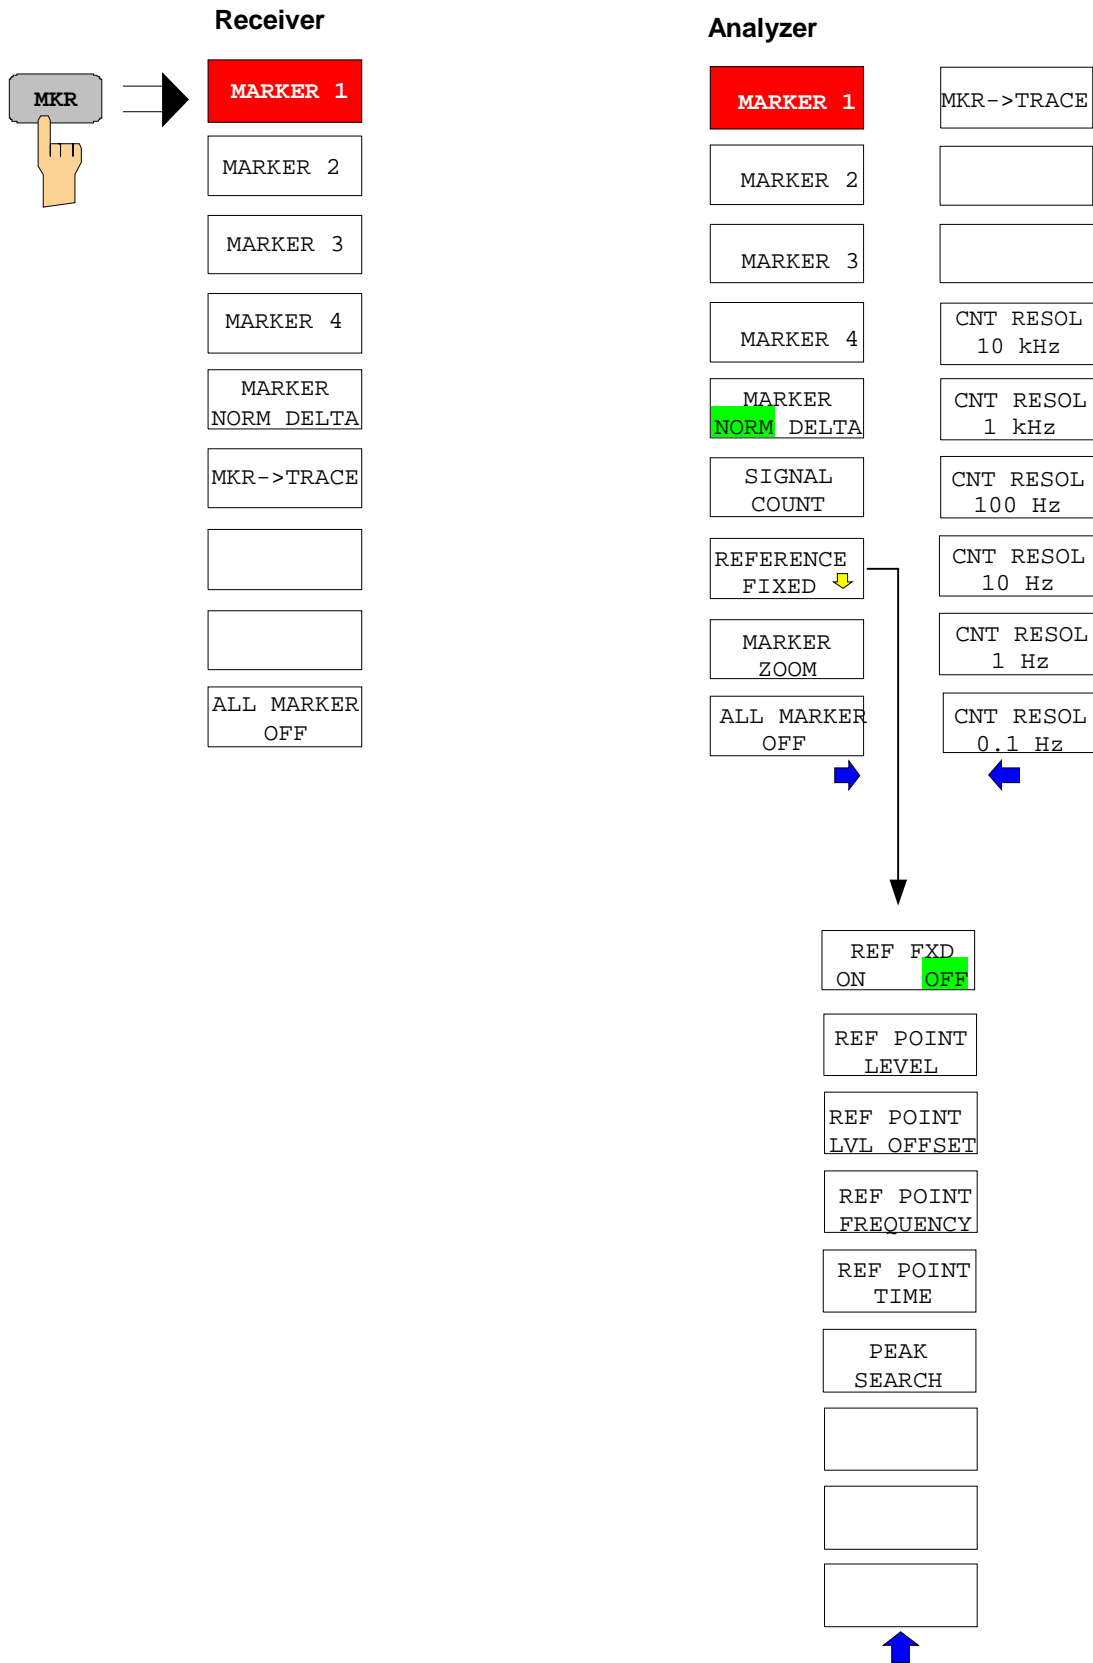 Receiver
Analyzer
MKR
MARKER 1
MARKER 2
MARKER 3
MARKER 4
MARKER
NORM DELTA
MKR->TRACE
ALL MARKER
OFF
MARKER 1
MARKER 2
MARKER 3
MARKER 4
MARKER
NORM DELTA
SIGNAL
COUNT
REFERENCE
FIXED
MARKER
ZOOM
ALL MARKER
OFF
MKR->TRACE
CNT RESOL
10 kHz
CNT RESOL
1 kHz
CNT RESOL
100 Hz
CNT RESOL
10 Hz
CNT RESOL
1 Hz
CNT RESOL
0.1 Hz
REF FXD
ON OFF
REF POINT
LEVEL
REF POINT
LVL OFFSET
REF POINT
FREQUENCY
REF POINT
TIME
PEAK
SEARCH